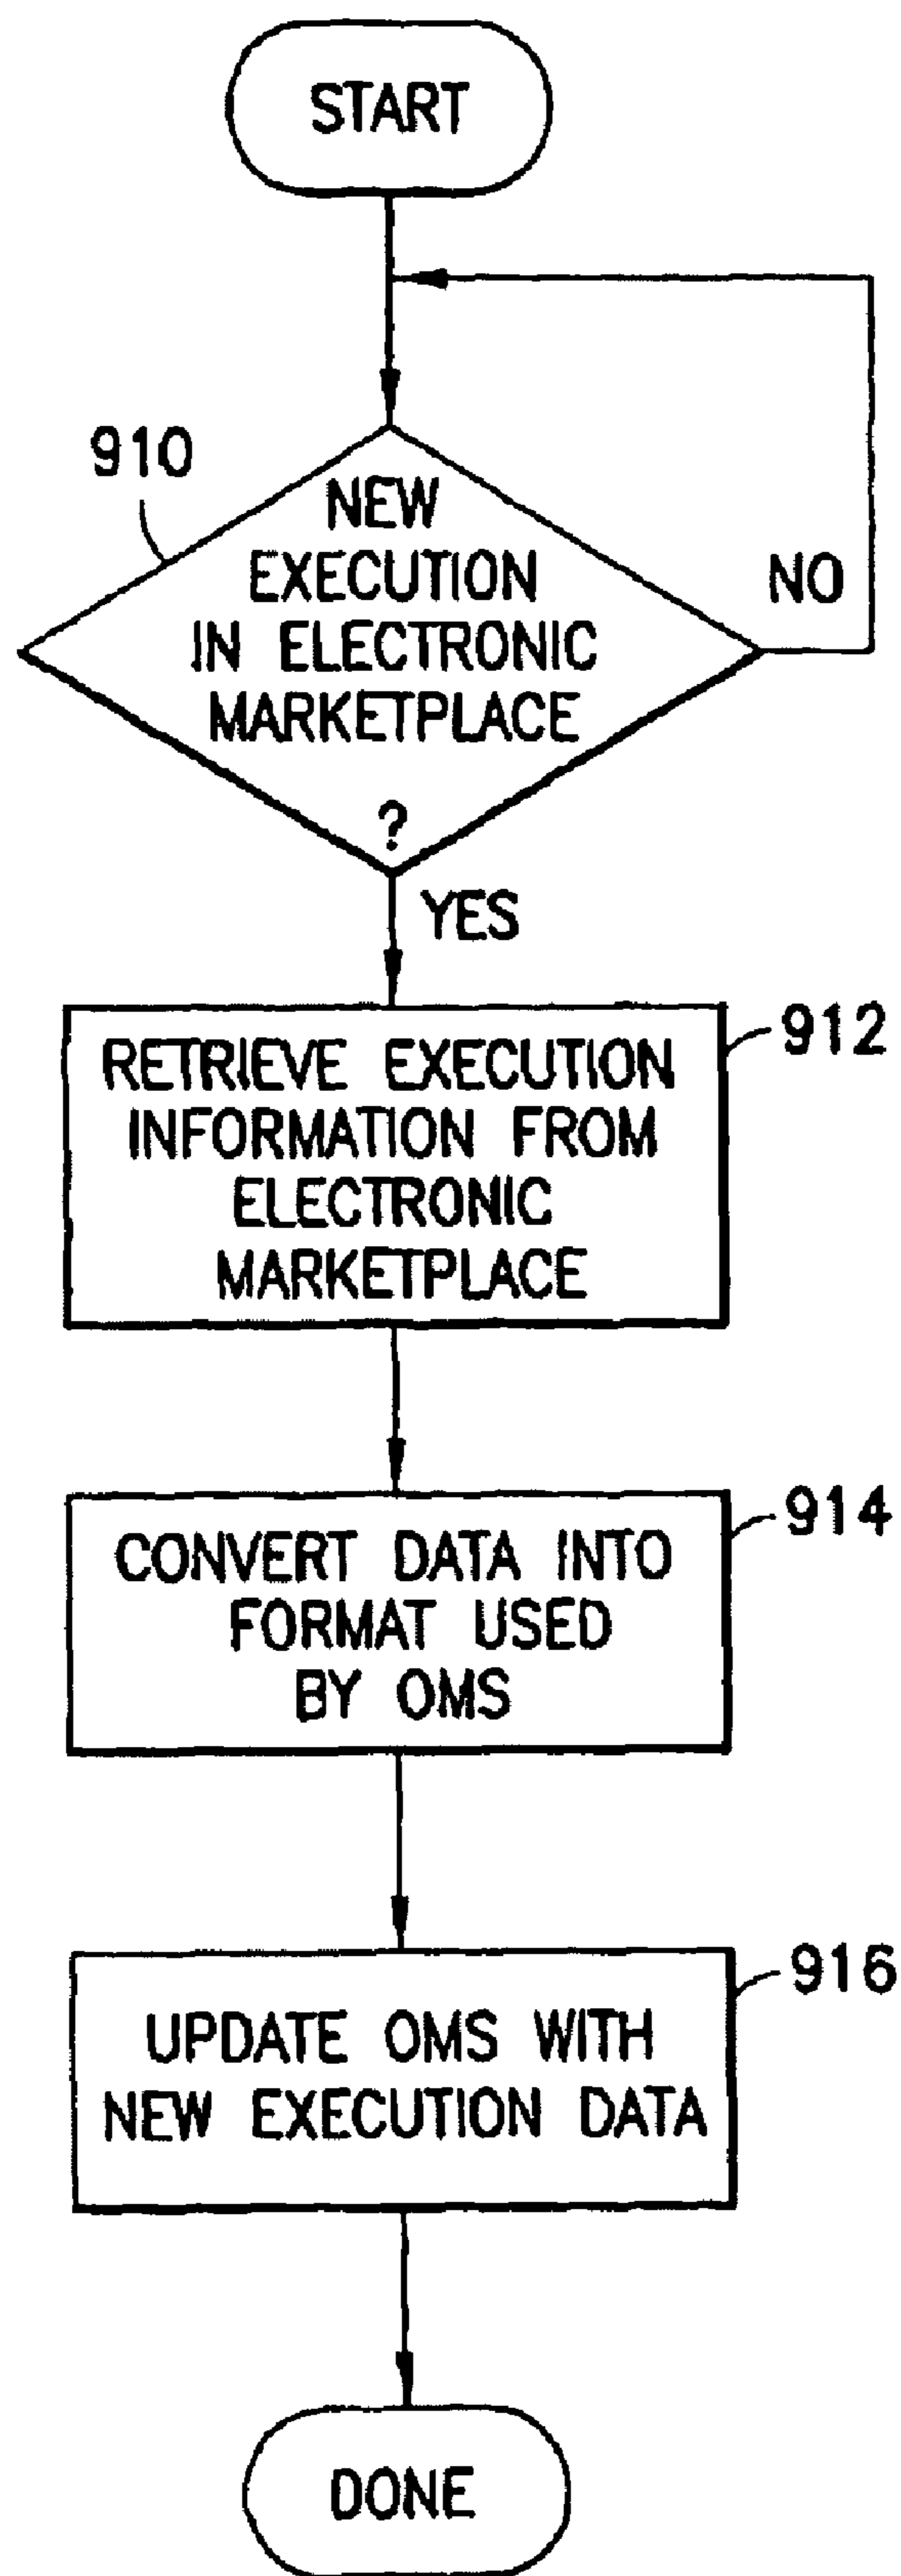 START
910
NEW
EXECUTION
IN ELECTRONIC
MARKETPLACE
?
NO
YES
912
RETRIEVE EXECUTION
INFORMATION FROM
ELECTRONIC
MARKETPLACE
914
CONVERT DATA INTO
FORMAT USED
BY OMS
916
UPDATE OMS WITH
NEW EXECUTION DATA
DONE